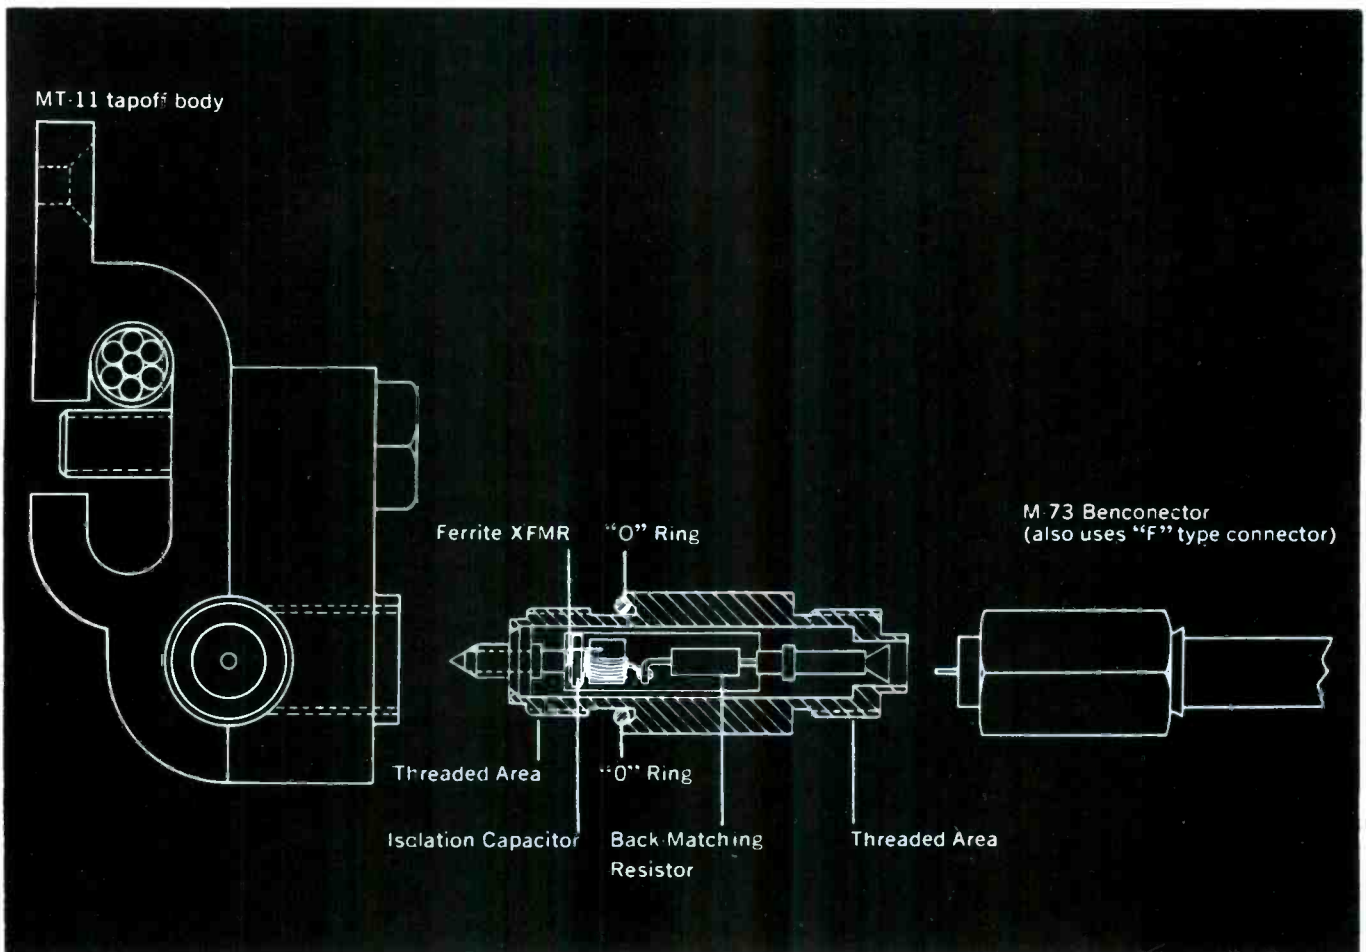 MT-11 tapoff body
Ferrite XFMR
"O" Ring
M-73 Benconector
(also uses "F" type connector)
Threaded Area
"O" Ring
Isolation Capacitor
Back-Matching
Resistor
Threaded Area